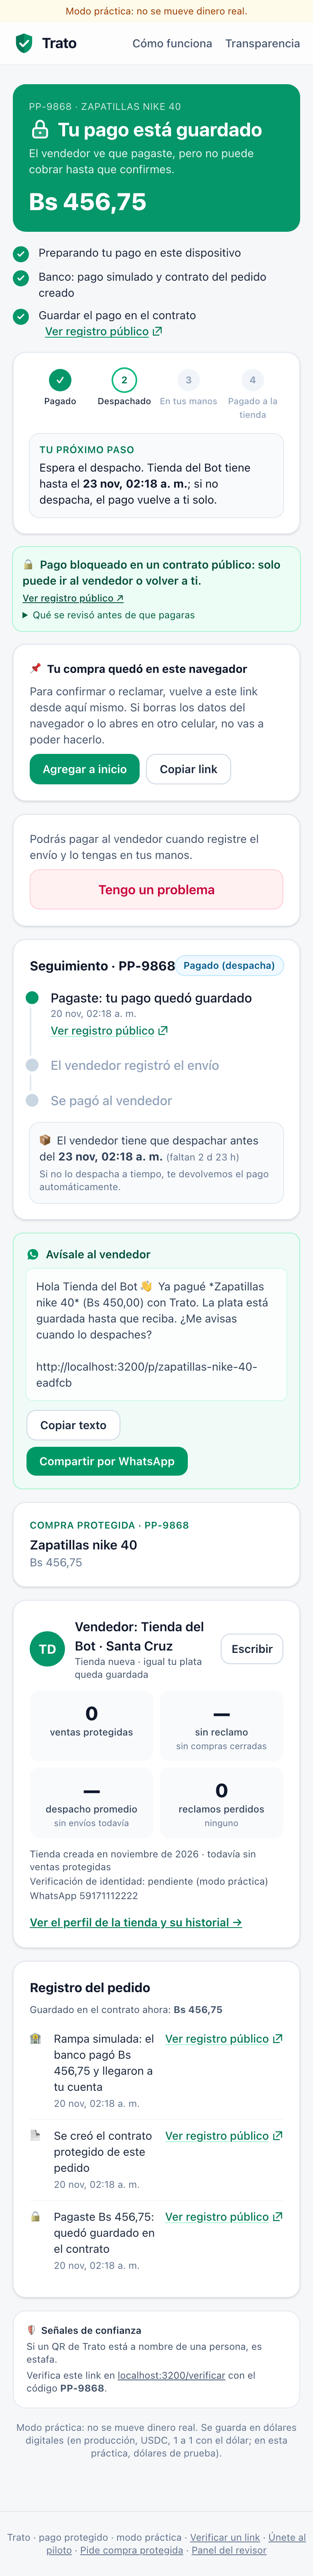 Modo práctica: no se mueve dinero real.
Trato
Cómo funciona
Transparencia
PP-9868 · ZAPATILLAS NIKE 40
Tu pago está guardado
El vendedor ve que pagaste, pero no puede
cobrar hasta que confirmes.
Bs 456,75
Preparando tu pago en este dispositivo
Banco: pago simulado y contrato del pedido
creado
Guardar el pago en el contrato
Ver registro público
2
3
4
Pagado
Despachado
En tus manos
Pagado a la
tienda
TU PRÓXIMO PASO
Espera el despacho. Tienda del Bot tiene
hasta el 23 nov, 02:18 a. m.; si no
despacha, el pago vuelve a ti solo.
Pago bloqueado en un contrato público: solo
puede ir al vendedor o volver a ti.
Ver registro público ↗
▶ Qué se revisó antes de que pagaras
Tu compra quedó en este navegador
Para confirmar o reclamar, vuelve a este link
desde aquí mismo. Si borras los datos del
navegador o lo abres en otro celular, no vas a
poder hacerlo.
Agregar a inicio
Copiar link
Podrás pagar al vendedor cuando registre el
envío y lo tengas en tus manos.
Tengo un problema
Seguimiento · PP-9868
Pagado (despacha)
Pagaste: tu pago quedó guardado
20 nov, 02:18 a. m.
Ver registro público
El vendedor registró el envío
Se pagó al vendedor
📦 El vendedor tiene que despachar antes
del 23 nov, 02:18 a. m. (faltan 2 d 23 h)
Si no lo despacha a tiempo, te devolvemos el pago
automáticamente.
Avísale al vendedor
Hola Tienda del Bot 👋 Ya pagué *Zapatillas
nike 40* (Bs 450,00) con Trato. La plata está
guardada hasta que reciba. ¿Me avisas
cuando lo despaches?
http://localhost:3200/p/zapatillas-nike-40-
eadfcb
Copiar texto
Compartir por WhatsApp
COMPRA PROTEGIDA · PP-9868
Zapatillas nike 40
Bs 456,75
TD
Vendedor: Tienda del
Bot · Santa Cruz
Tienda nueva · igual tu plata
queda guardada
Escribir
0
ventas protegidas
—
sin reclamo
sin compras cerradas
—
despacho promedio
sin envíos todavía
0
reclamos perdidos
ninguno
Tienda creada en noviembre de 2026 · todavía sin
ventas protegidas
Verificación de identidad: pendiente (modo práctica)
WhatsApp 59171112222
Ver el perfil de la tienda y su historial →
Registro del pedido
Guardado en el contrato ahora: Bs 456,75
Rampa simulada: el
banco pagó Bs
456,75 y llegaron a
tu cuenta
20 nov, 02:18 a. m.
Ver registro público
Se creó el contrato
protegido de este
pedido
20 nov, 02:18 a. m.
Ver registro público
Pagaste Bs 456,75:
quedó guardado en
el contrato
20 nov, 02:18 a. m.
Ver registro público
Señales de confianza
Si un QR de Trato está a nombre de una persona, es
estafa.
Verifica este link en localhost:3200/verificar con el
código PP-9868.
Modo práctica: no se mueve dinero real. Se guarda en dólares
digitales (en producción, USDC, 1 a 1 con el dólar; en esta
práctica, dólares de prueba).
Trato · pago protegido · modo práctica · Verificar un link · Únete al
piloto · Pide compra protegida · Panel del revisor